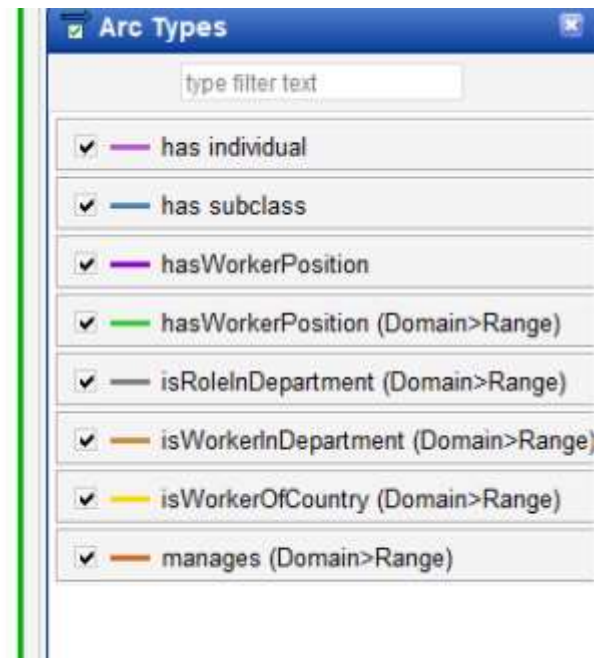 Arc Types
type filter text
has individual
has subclass
hasWorkerPosition
hasWorkerPosition (Domain>Range)
isRoleInDepartment (Domain>Range)
isWorkerInDepartment (Domain>Range)
isWorkerOfCountry (Domain>Range)
manages (Domain>Range)